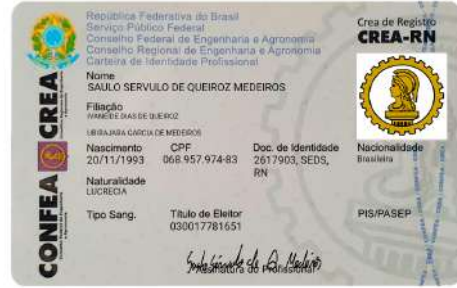 República Federativa do Brasil
Serviço Público Federal
Conselho Federal de Engenharia e Agronomia
Conselho Regional de Engenharia e Agronomia
Carteira de Identidade Profissional
Crea de Registro
CREA-RN
CONFEA CREA
Nome
SAULO SERVULO DE QUEIROZ MEDEIROS
Filiação
IVANEIDE DIAS DE QUEIROZ
UBIRAJARA GARCIA DE MEDEIROS
Nascimento CPF Doc. de Identidade Nacionalidade
20/11/1993 068.957.974-83 2617903, SEDS, RN Brasileira
Naturalidade
LUCRECIA
Tipo Sang. Título de Eleitor PIS/PASEP
030017781651
Assinatura do Profissional